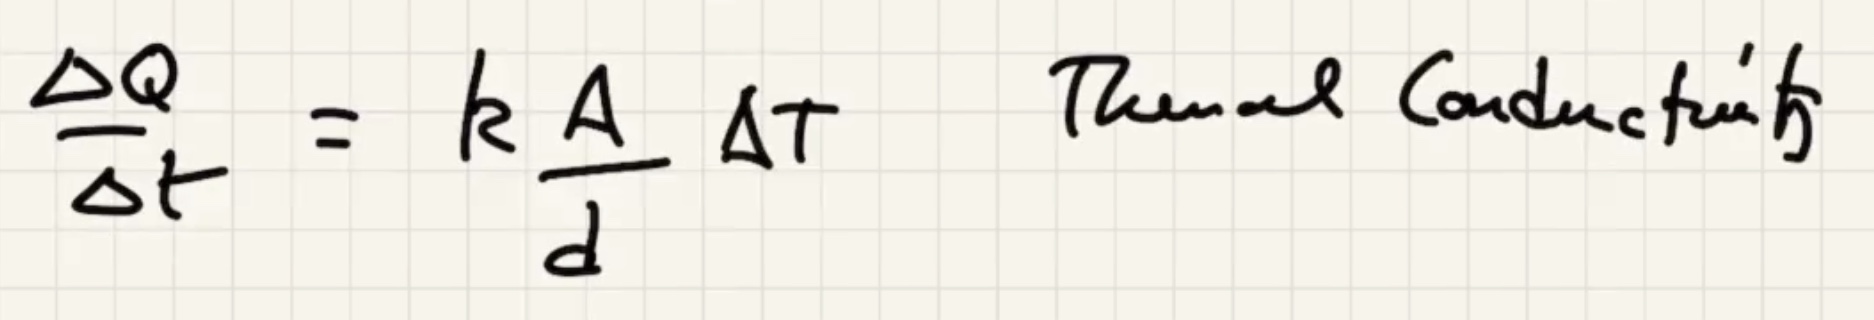 ΔQ/Δt = k A/d ΔT Thermal Conductivity